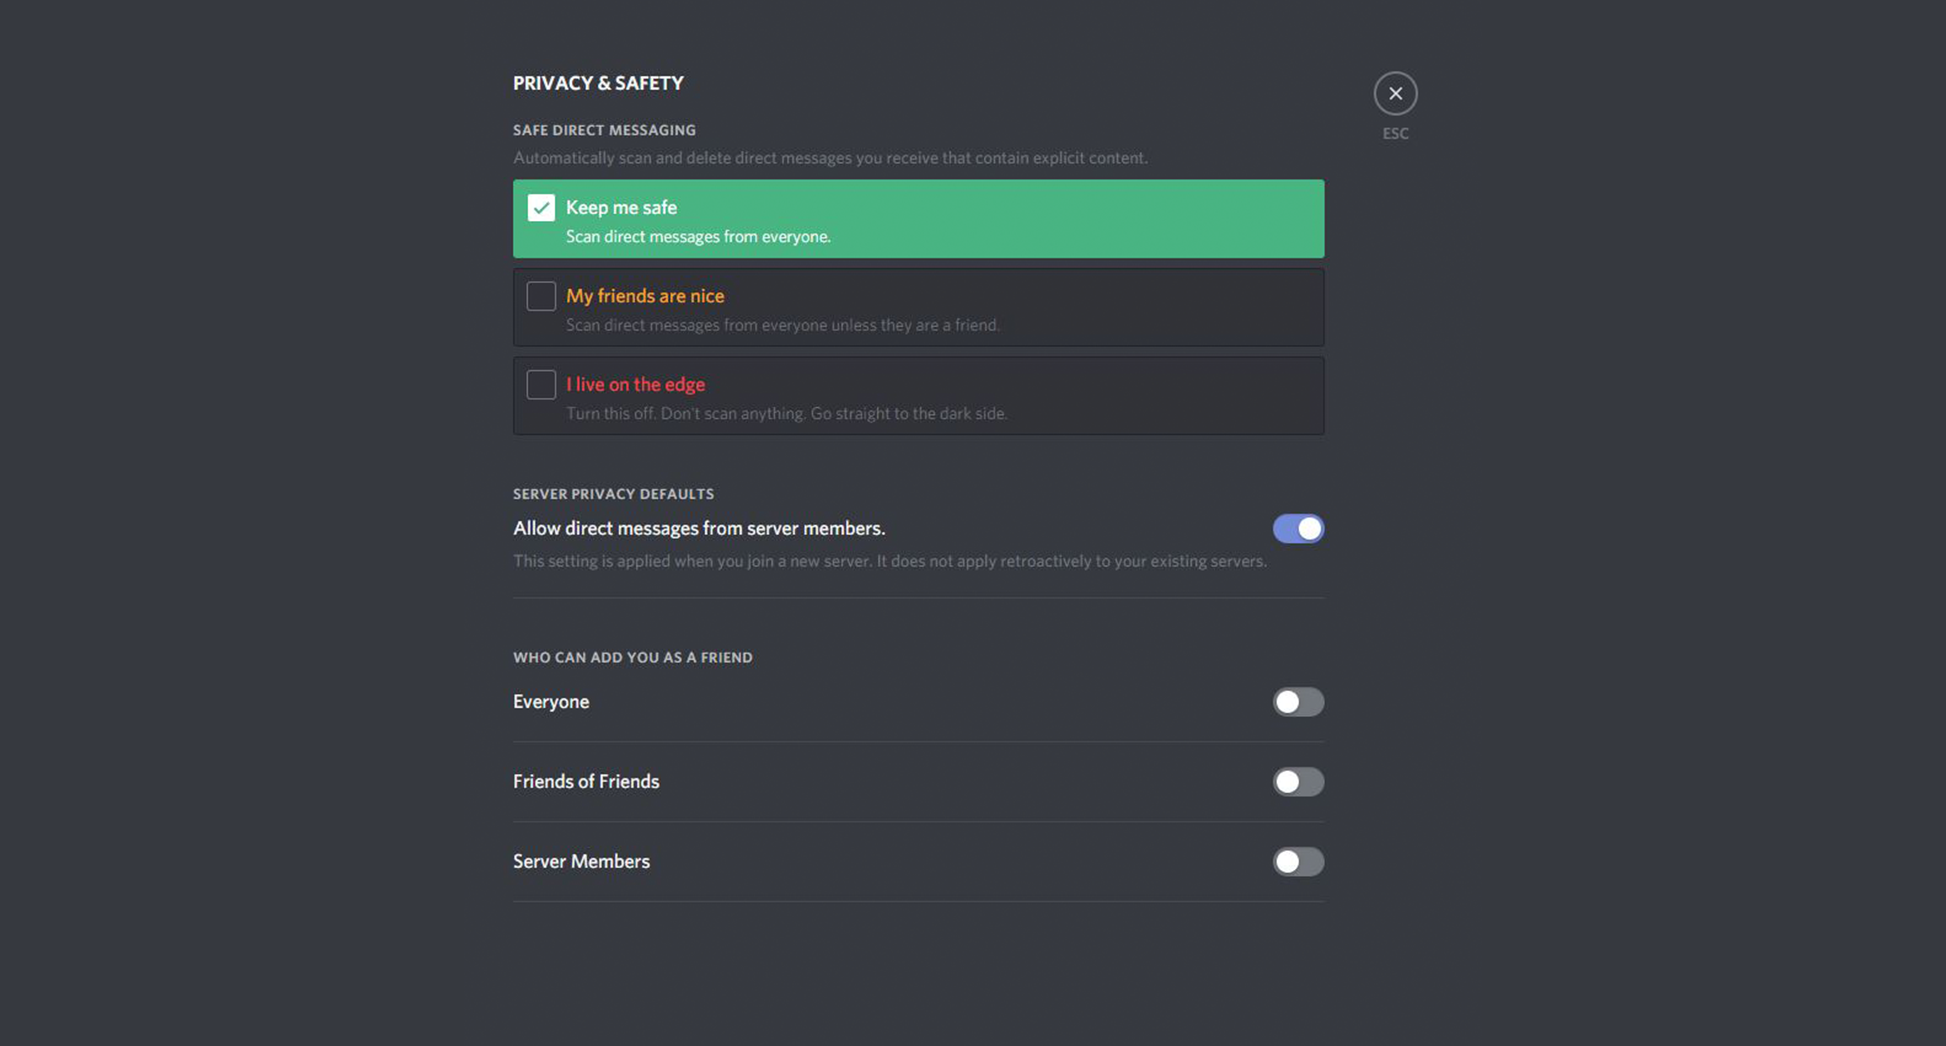 PRIVACY & SAFETY
ESC
SAFE DIRECT MESSAGING
Automatically scan and delete direct messages you receive that contain explicit content.
Keep me safe
Scan direct messages from everyone.
My friends are nice
Scan direct messages from everyone unless they are a friend.
I live on the edge
Turn this off. Don't scan anything. Go straight to the dark side.
SERVER PRIVACY DEFAULTS
Allow direct messages from server members.
This setting is applied when you join a new server. It does not apply retroactively to your existing servers.
WHO CAN ADD YOU AS A FRIEND
Everyone
Friends of Friends
Server Members